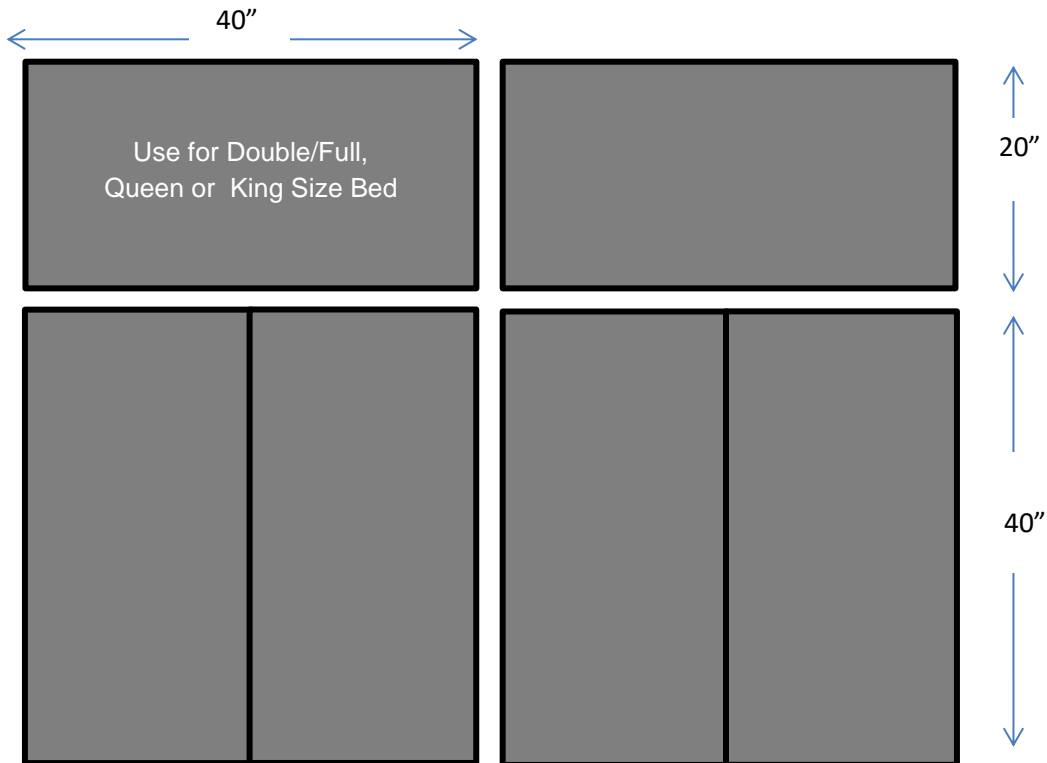 40”
Use for Double/Full,
Queen or King Size Bed
20”
40”